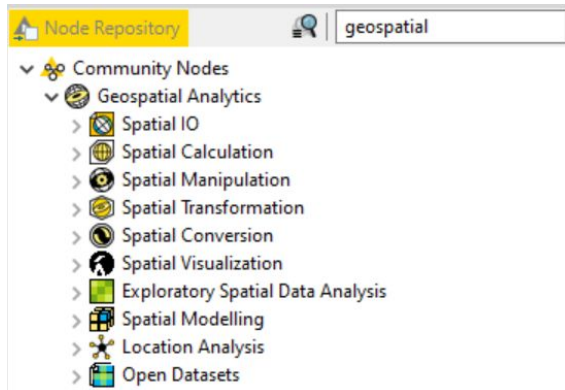 Node Repository geospatial
Community Nodes
Geospatial Analytics
Spatial IO
Spatial Calculation
Spatial Manipulation
Spatial Transformation
Spatial Conversion
Spatial Visualization
Exploratory Spatial Data Analysis
Spatial Modelling
Location Analysis
Open Datasets